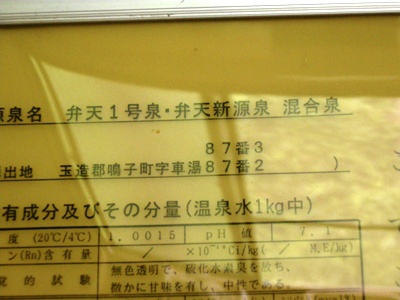 源泉名 弁天1号泉・弁天新源泉 混合泉
87番3
出地 玉造郡鳴子町字車湯87番2 )
有成分及びその分量(温泉水1kg中)
度 (20℃/4℃) 1.0015 pH 値 7.1
ン(Rn)含有量 / ×10⁻¹⁰Ci/kg( / M.E/kg)
的試験 無色透明で、硫化水素臭を放ち、
微かに甘味を有し、中性である。